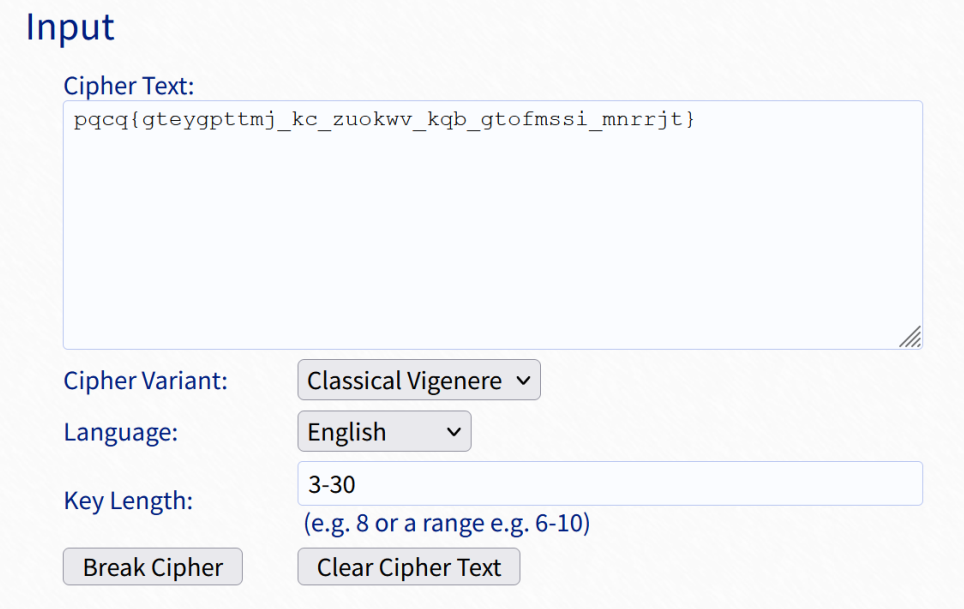 Input
Cipher Text:
pqcq{gteygpttmj_kc_zuokwv_kqb_gtofmssi_mnrrjt}
Cipher Variant: Classical Vigenere
Language: English
Key Length: 3-30
(e.g. 8 or a range e.g. 6-10)
Break Cipher Clear Cipher Text